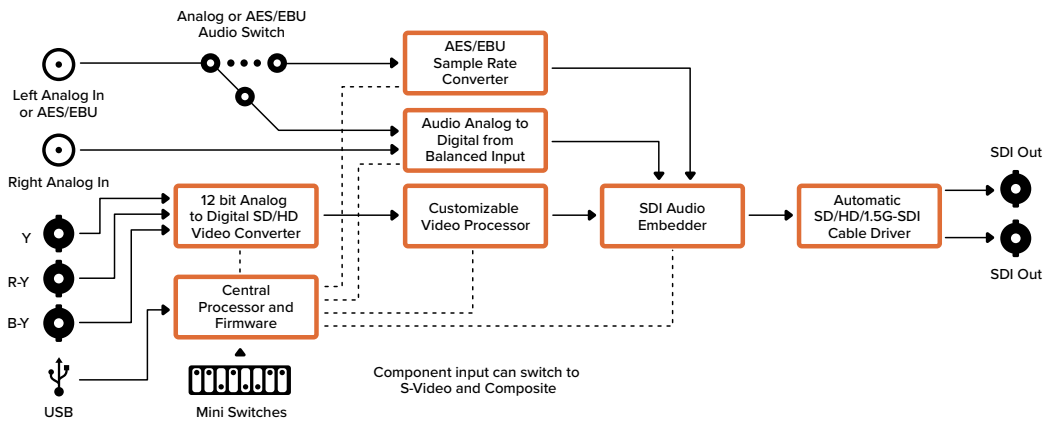 Analog or AES/EBU
Audio Switch
Left Analog In
or AES/EBU
Right Analog In
AES/EBU
Sample Rate
Converter
Audio Analog to
Digital from
Balanced Input
Y
R-Y
B-Y
USB
12 bit Analog
to Digital SD/HD
Video Converter
Customizable
Video Processor
SDI Audio
Embedder
Automatic
SD/HD/1.5G-SDI
Cable Driver
SDI Out
SDI Out
Central
Processor and
Firmware
Mini Switches
Component input can switch to
S-Video and Composite